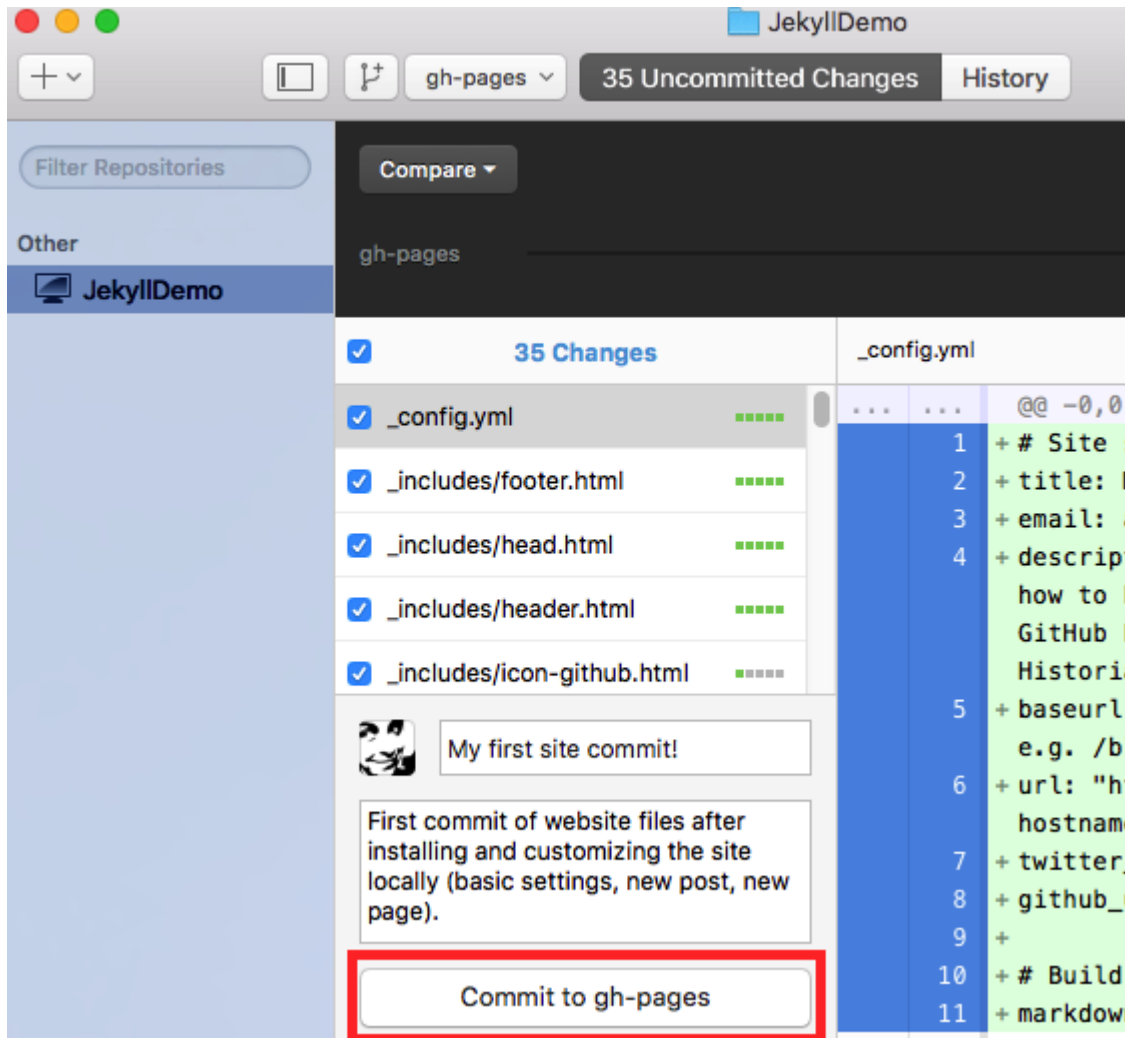 JekyllDemo
gh-pages
35 Uncommitted Changes
History
Filter Repositories
Compare
Other
gh-pages
JekyllDemo
35 Changes
_config.yml
_config.yml
_includes/footer.html
_includes/head.html
_includes/header.html
_includes/icon-github.html
My first site commit!
First commit of website files after
installing and customizing the site
locally (basic settings, new post, new
page).
Commit to gh-pages
... ... @@ -0,0
1 + # Site
2 + title:
3 + email:
4 + descrip
how to
GitHub
Histori
5 + baseurl
e.g. /b
6 + url: "h
hostnam
7 + twitter_
8 + github_
9 +
10 + # Build
11 + markdow